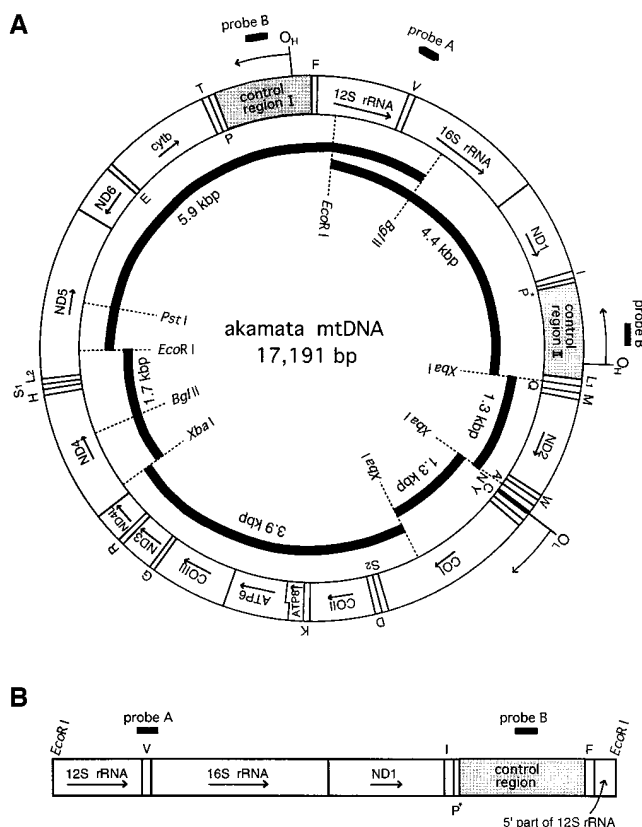 A
probe B
OH
F
probe A
T
control
region I
12S rRNA
V
P
cytb
16S rRNA
E
ND6
5.9 kbp
EcoR I
Bgl II
4.4 kbp
ND1
I
P*
ND5
Pst I
akamata mtDNA
17,191 bp
control
region II
probe B
OH
EcoR I
Xba I
Q
L1
M
S1
L2
H
1.7 kbp
Bgl II
Xba I
1.3 kbp
ND2
ND4
Xba I
Xba I
1.3 kbp
A
C
N
Y
W
OL
3.9 kbp
ND4L
R
ND3
G
COIII
ATP6
ATP8
K
COII
S2
D
COI
B
EcoR I
probe A
V
probe B
I
F
EcoR I
12S rRNA
16S rRNA
ND1
control
region
P*
5' part of 12S rRNA